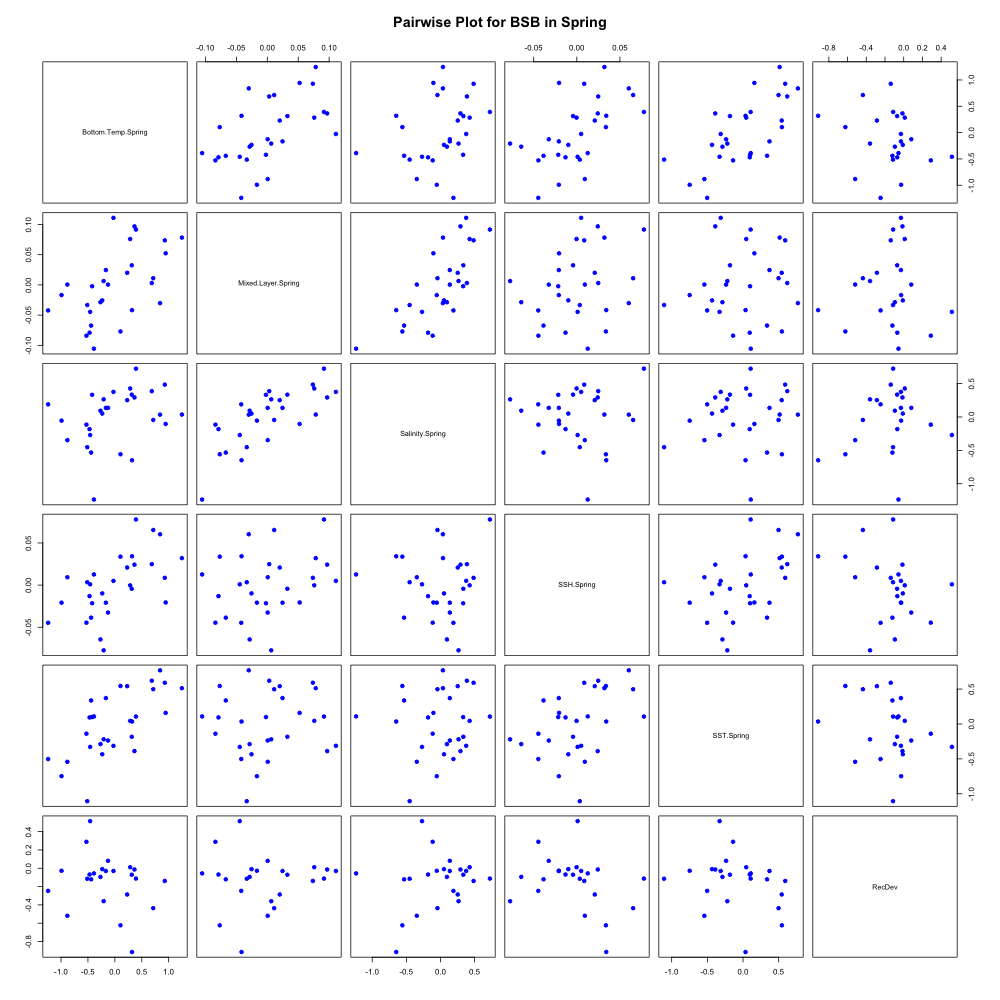 Pairwise Plot for BSB in Spring
-0.10 -0.05 0.00 0.05 0.10
-0.05 0.00 0.05
-0.8 -0.4 0.0 0.2 0.4
Bottom.Temp.Spring
-1.0 -0.5 0.0 0.5 1.0
-0.10 -0.05 0.00 0.05 0.10
Mixed.Layer.Spring
Salinity.Spring
-1.0 -0.5 0.0 0.5
-0.05 0.00 0.05
SSH.Spring
SST.Spring
-1.0 -0.5 0.0 0.5
-0.8 -0.4 0.0 0.2 0.4
RecDev
-1.0 -0.5 0.0 0.5 1.0
-1.0 -0.5 0.0 0.5
-1.0 -0.5 0.0 0.5